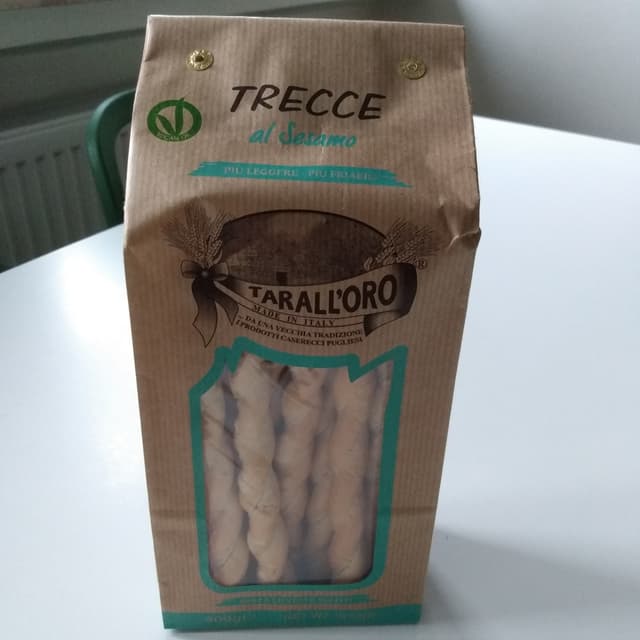 TRECCE
al Sesamo
PIÙ LEGGERE - PIÙ FRIABILI
TARALL'ORO
®
MADE IN ITALY
... DA UNA VECCHIA TRADIZIONE
I PRODOTTI CASERECCI PUGLIESI